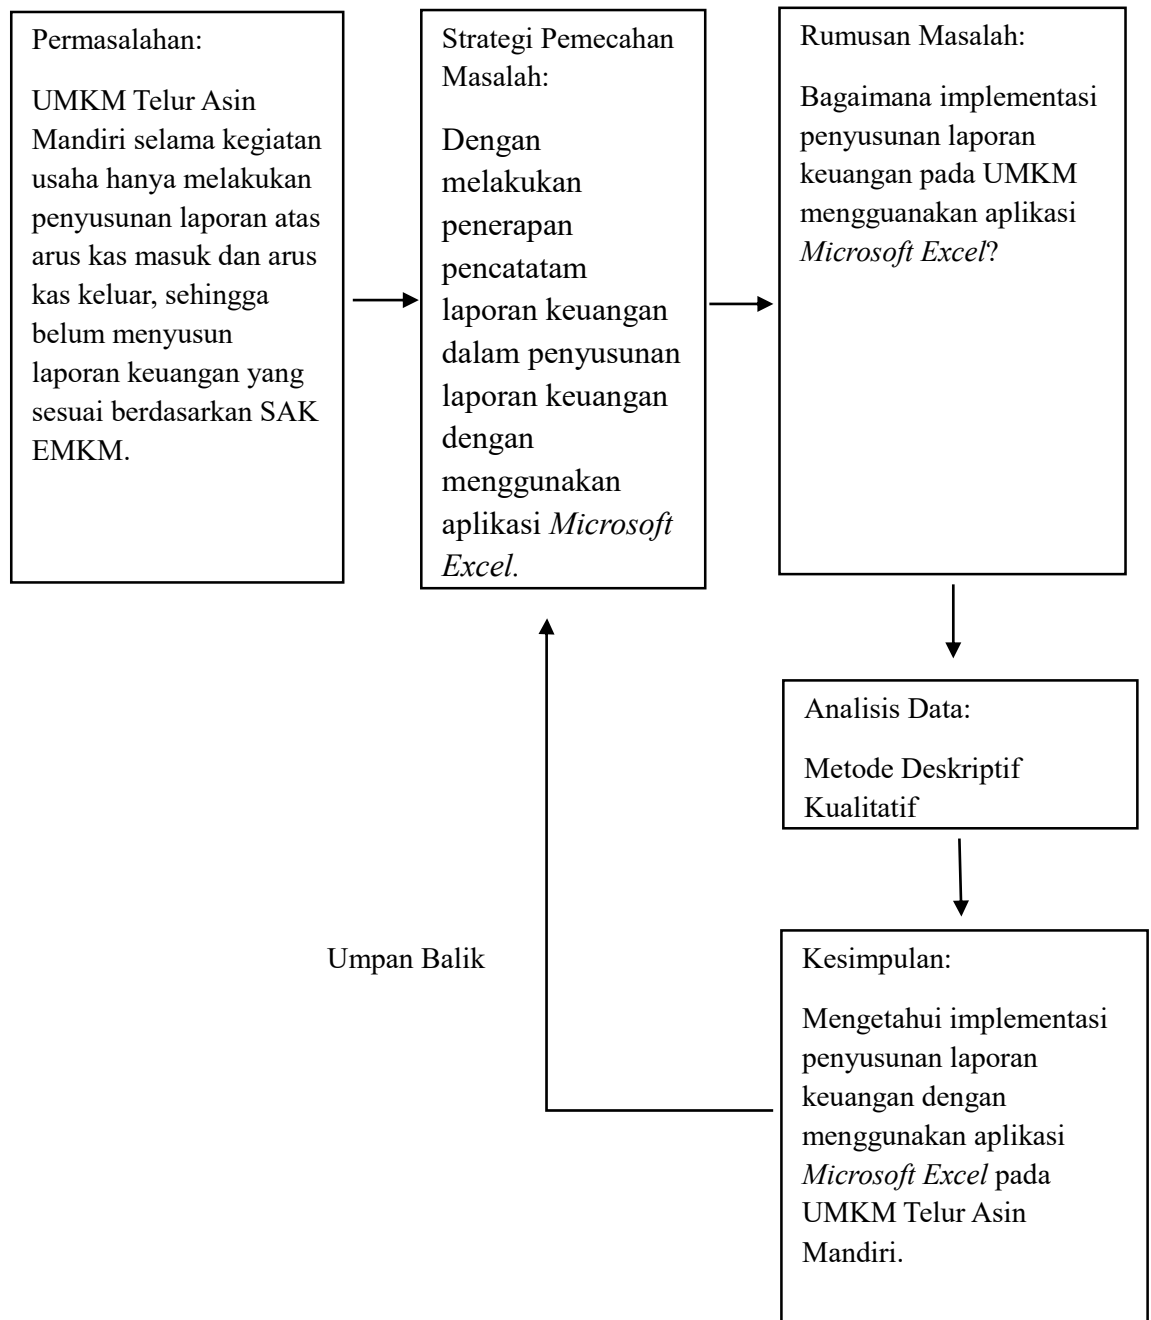 Permasalahan:
UMKM Telur Asin
Mandiri selama kegiatan
usaha hanya melakukan
penyusunan laporan atas
arus kas masuk dan arus
kas keluar, sehingga
belum menyusun
laporan keuangan yang
sesuai berdasarkan SAK
EMKM.
Strategi Pemecahan
Masalah:
Dengan
melakukan
penerapan
pencatatam
laporan keuangan
dalam penyusunan
laporan keuangan
dengan
menggunakan
aplikasi Microsoft
Excel.
Rumusan Masalah:
Bagaimana implementasi
penyusunan laporan
keuangan pada UMKM
mengguanakan aplikasi
Microsoft Excel?
Analisis Data:
Metode Deskriptif
Kualitatif
Umpan Balik
Kesimpulan:
Mengetahui implementasi
penyusunan laporan
keuangan dengan
menggunakan aplikasi
Microsoft Excel pada
UMKM Telur Asin
Mandiri.